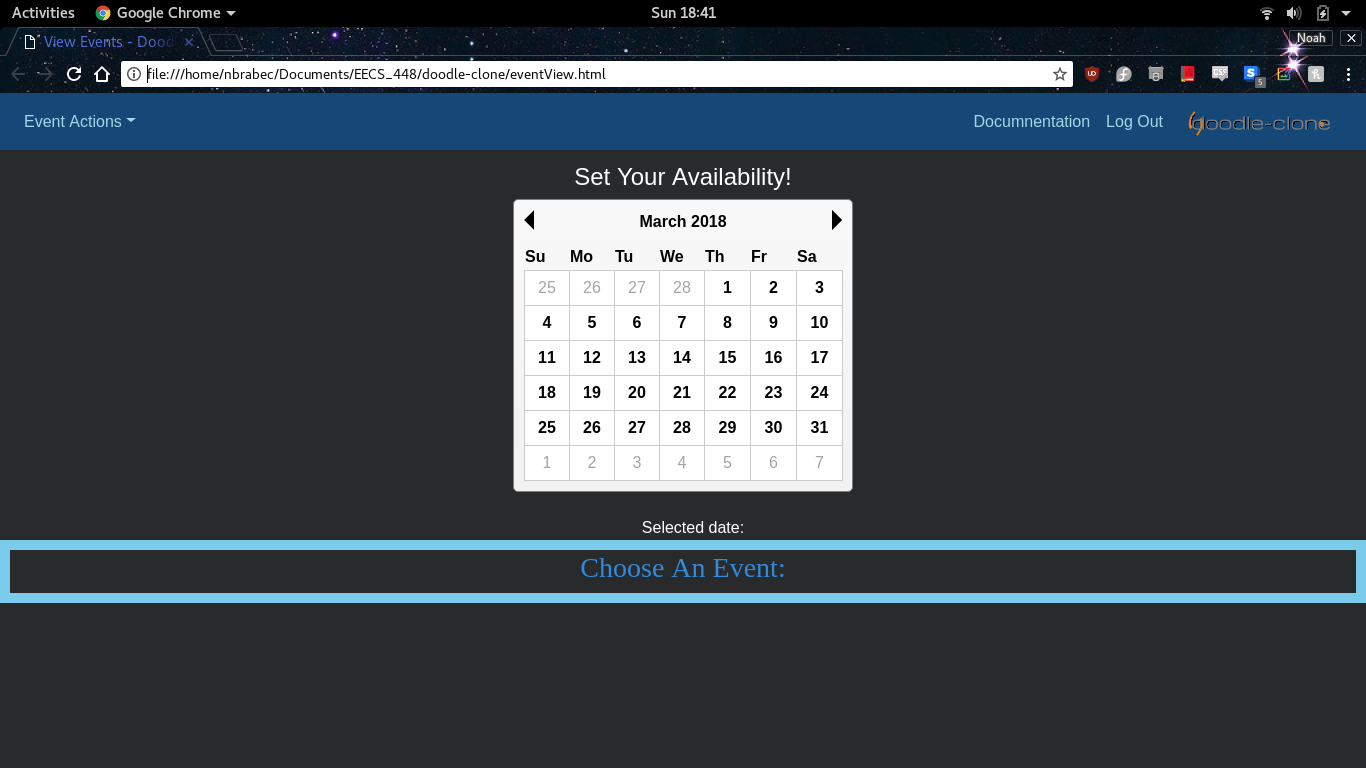 Activities Google Chrome Sun 18:41
View Events - Dood Noah
file:///home/nbrabec/Documents/EECS_448/doodle-clone/eventView.html
5
Event Actions Documnentation Log Out doodle-clone
Set Your Availability!
March 2018
Su Mo Tu We Th Fr Sa
25 26 27 28 1 2 3
4 5 6 7 8 9 10
11 12 13 14 15 16 17
18 19 20 21 22 23 24
25 26 27 28 29 30 31
1 2 3 4 5 6 7
Selected date:
Choose An Event: